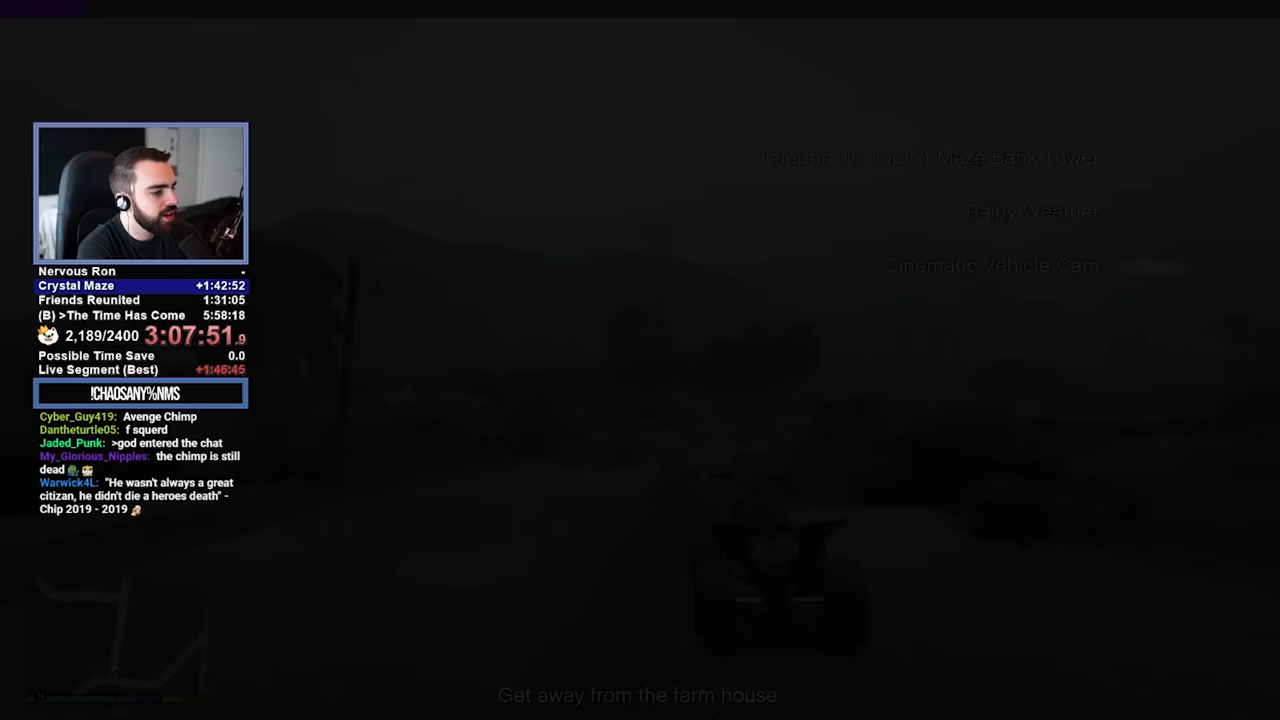 Teleport To Top Of Maze Bank Tower
Rainy Weather
Cinematic Vehicle Cam
Nervous Ron -
Crystal Maze +1:42:52
Friends Reunited 1:31:05
(B) >The Time Has Come 5:58:18
2,189/2400 3:07:51.9
Possible Time Save 0.0
Live Segment (Best) +1:46:45
!CHAOSANY%NMS
Cyber_Guy419: Avenge Chimp
Dantheturtle05: f squerd
Jaded_Punk: >god entered the chat
My_Glorious_Nipples: the chimp is still
dead
Warwick4L: "He wasn't always a great
citizan, he didn't die a heroes death" -
Chip 2019 - 2019
N
Get away from the farm house.